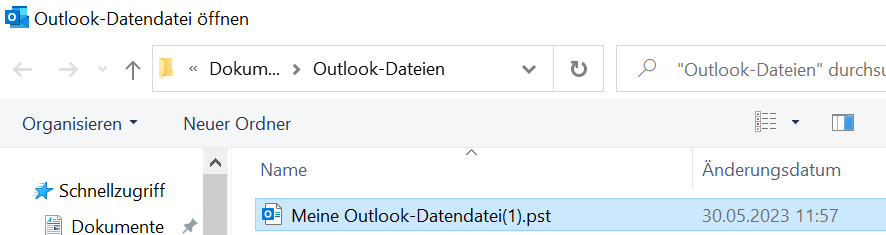 Outlook-Datendatei öffnen
« Dokum... > Outlook-Dateien
"Outlook-Dateien" durchsu
Organisieren Neuer Ordner
Name Änderungsdatum
Schnellzugriff
Meine Outlook-Datendatei(1).pst 30.05.2023 11:57
Dokumente